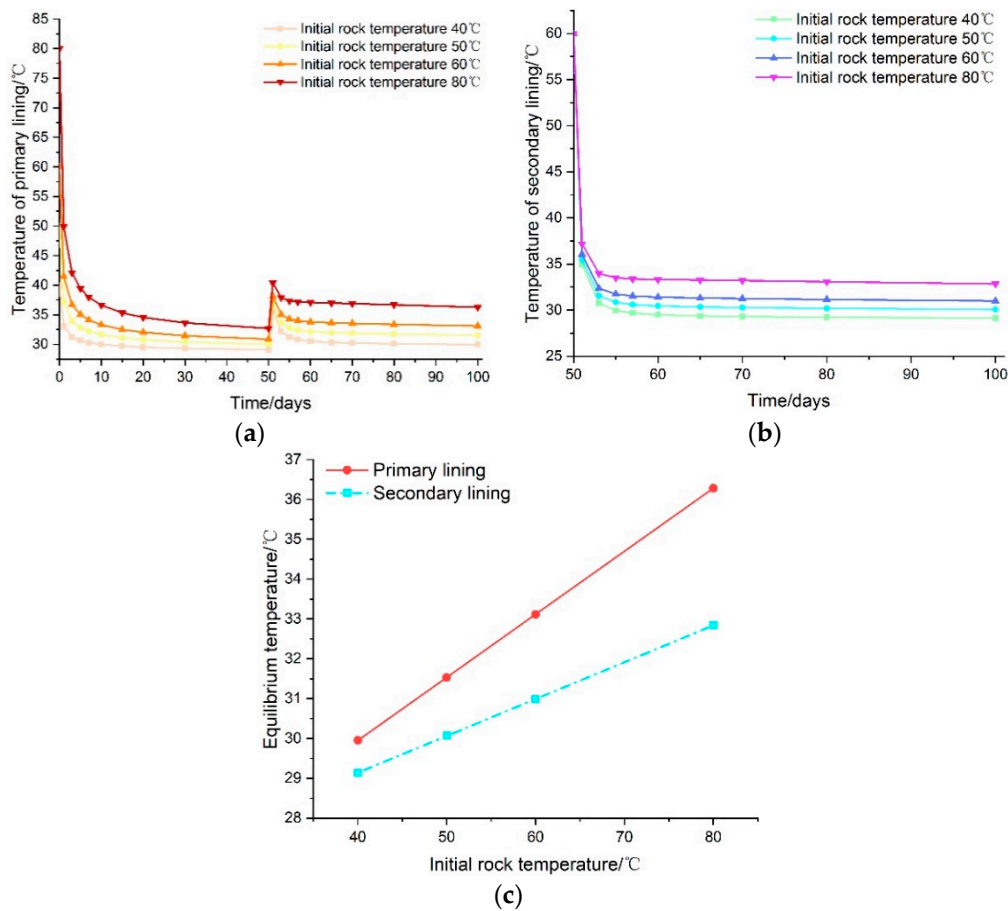 Temperature of primary lining/℃
85
80
75
70
65
60
55
50
45
40
35
30
0 10 20 30 40 50 60 70 80 90 100
Time/days
Initial rock temperature 40℃
Initial rock temperature 50℃
Initial rock temperature 60℃
Initial rock temperature 80℃
(a)
Temperature of secondary lining/℃
60
55
50
45
40
35
30
25
50 60 70 80 90 100
Time/days
Initial rock temperature 40℃
Initial rock temperature 50℃
Initial rock temperature 60℃
Initial rock temperature 80℃
(b)
Equilibrium temperature/℃
37
36
35
34
33
32
31
30
29
28
40 50 60 70 80
Initial rock temperature/℃
Primary lining
Secondary lining
(c)